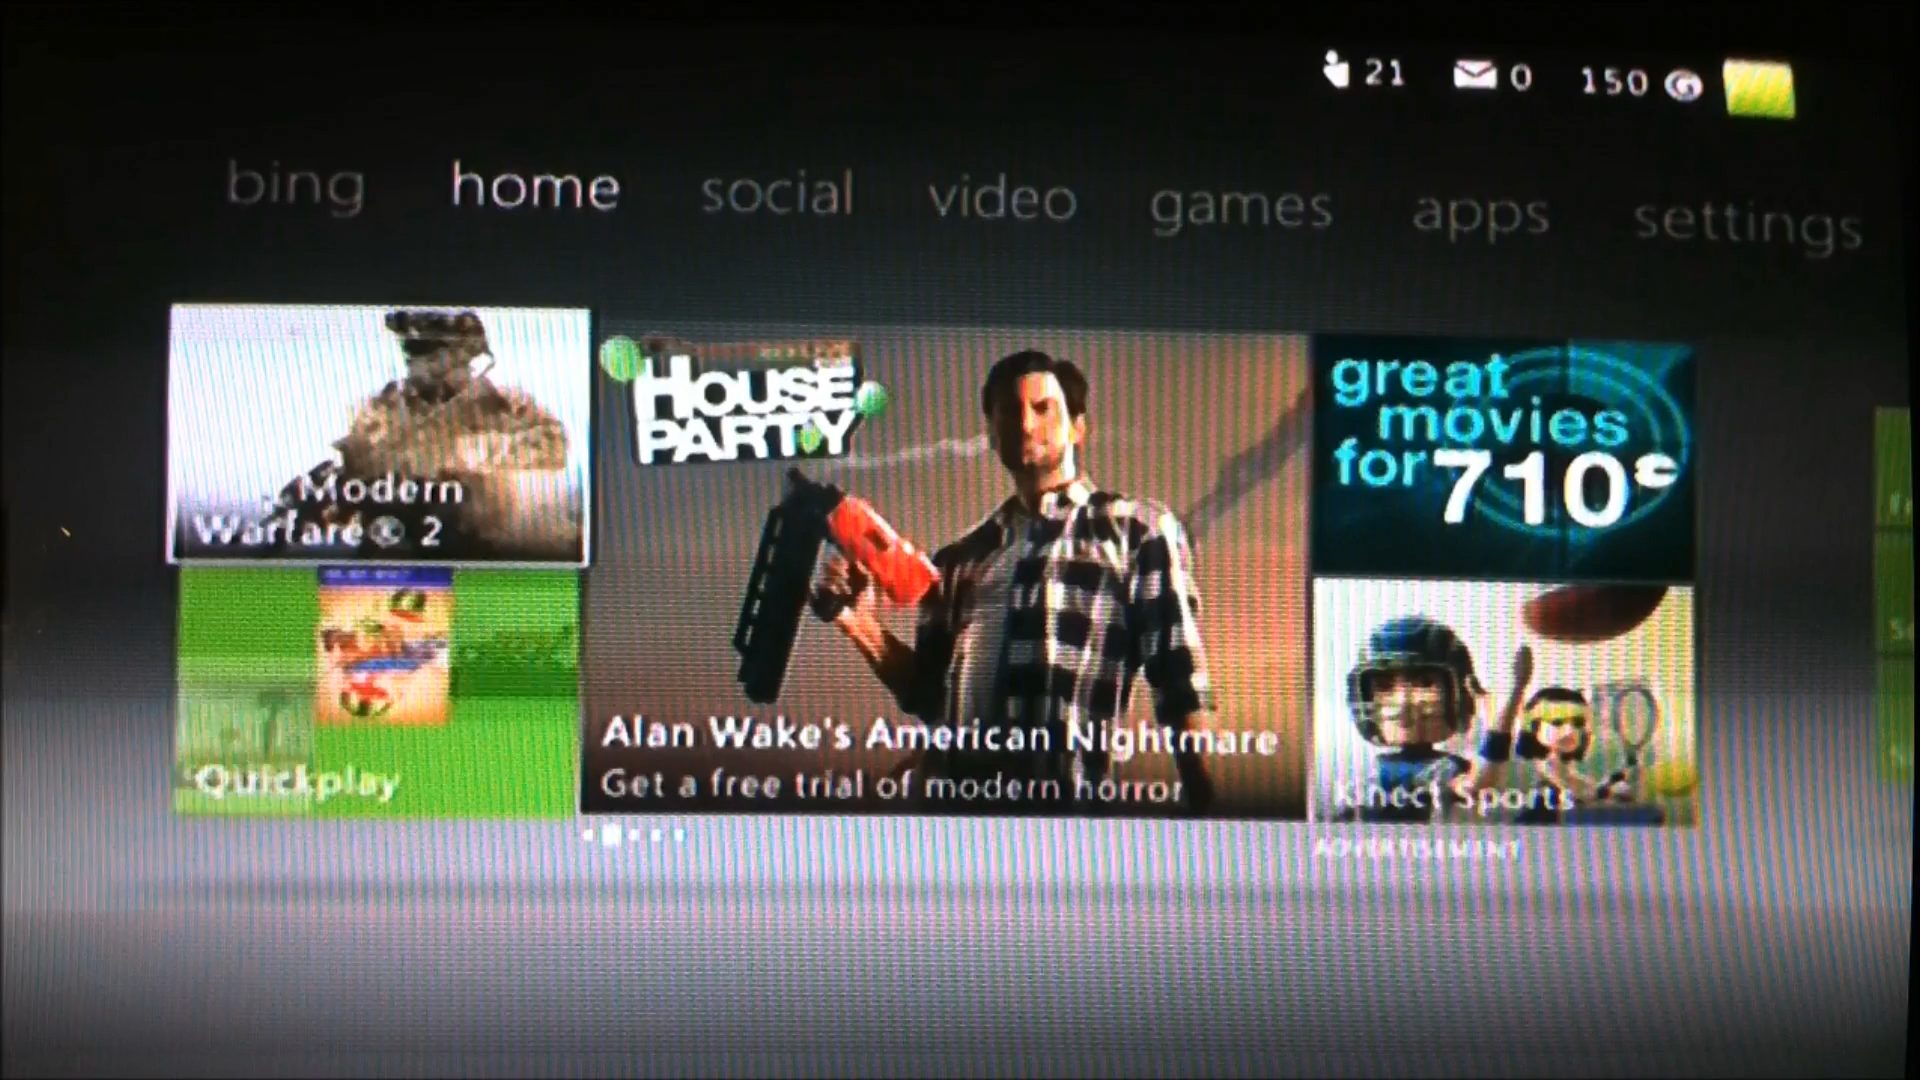 21 0 150 G
bing home social video games apps settings
Modern
Warfare® 2
HOUSE
PARTY
great
movies
for 710¢
Quickplay
Alan Wake's American Nightmare
Get a free trial of modern horror
Kinect Sports
ADVERTISEMENT